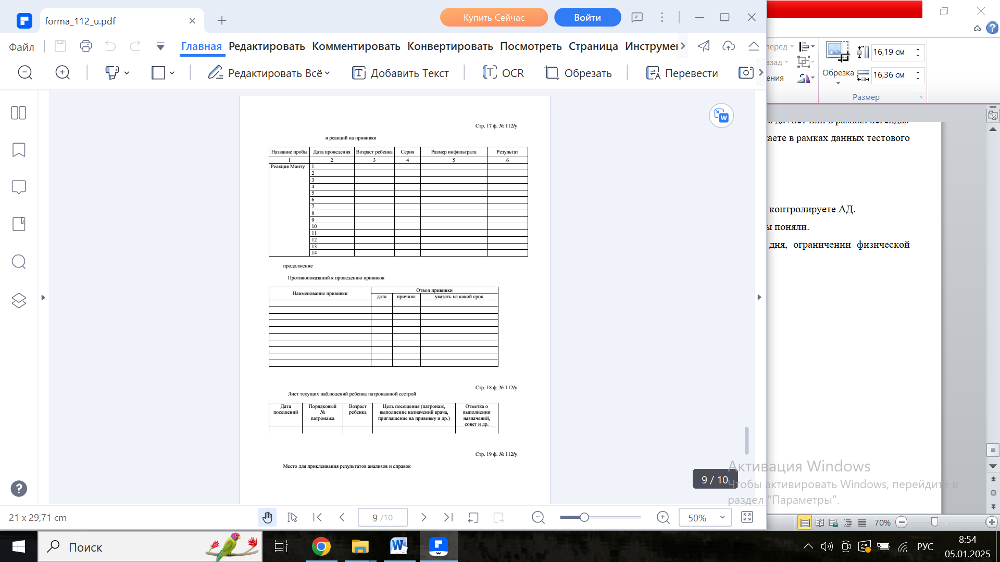 forma_112_u.pdf
Купить Сейчас
Войти
Файл
Главная
Редактировать
Комментировать
Конвертировать
Посмотреть
Страница
Редактировать Всё
Добавить Текст
OCR
Обрезать
Перевести
Стр. 17 ф. № 112/у
и реакций на прививки
Название пробы Дата проведения Возраст ребенка Серия Размер инфильтрата Результат
1 2 3 4 5 6
Реакция Манту 1
2
3
4
5
6
7
8
9
10
11
12
13
14
продолжение
Противопоказаний к проведению прививок
Наименование прививки
Отвод прививки
дата причина указать на какой срок
Стр. 18 ф. № 112/у
Лист текущих наблюдений ребенка патронажной сестрой
Дата посещений
Порядковый № патронажа
Возраст ребенка
Цель посещения (патронаж,
выполнение назначений врача,
приглашение на прививку и др.)
Отметка о
выполнении
назначений,
совет и др.
Стр. 19 ф. № 112/у
Место для приклеивания результатов анализов и справок
9 / 10
21 x 29,71 cm
9 /10
50%
16,19 см
Обрезка
16,36 см
Размер
или в рамках легенды.
в рамках данных тестового
контролируете АД.
поняли.
дня, ограничении физической
Активация Windows
Чтобы активировать Windows, перейдите в
раздел "Параметры".
70%
Поиск
РУС
8:54
05.01.2025